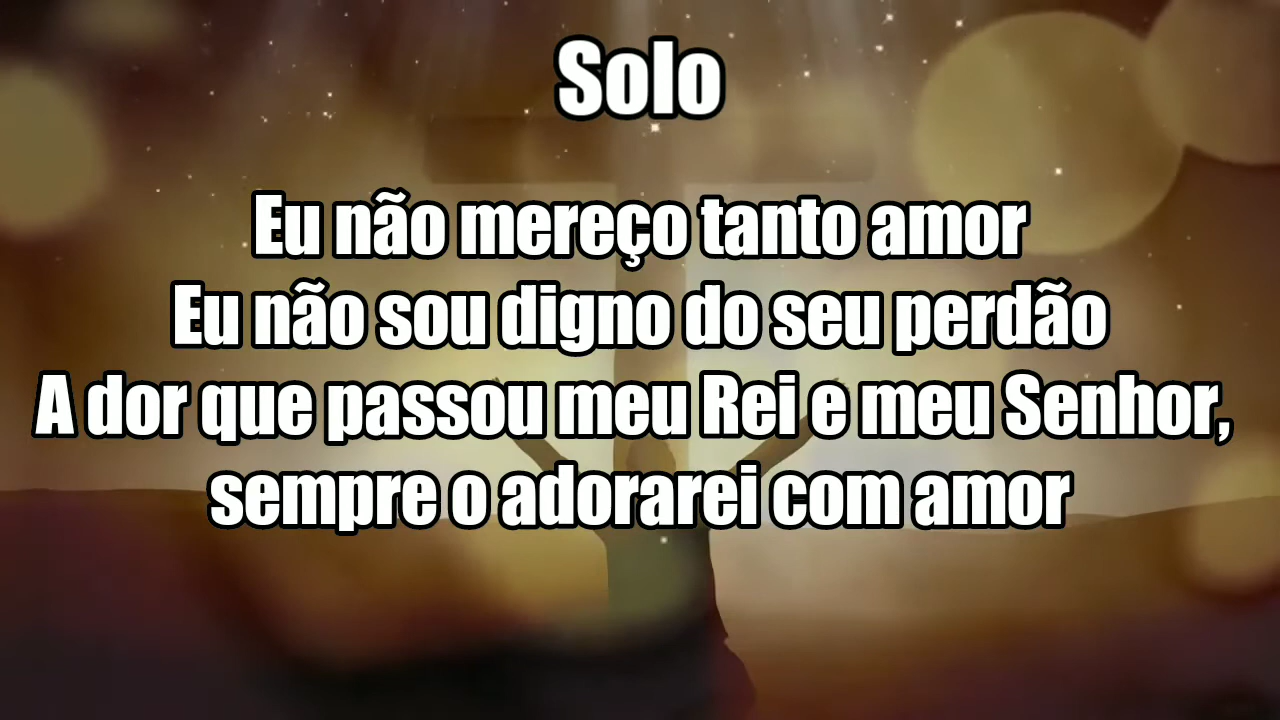 Solo
Eu não mereço tanto amor
Eu não sou digno do seu perdão
A dor que passou meu Rei e meu Senhor,
sempre o adorarei com amor